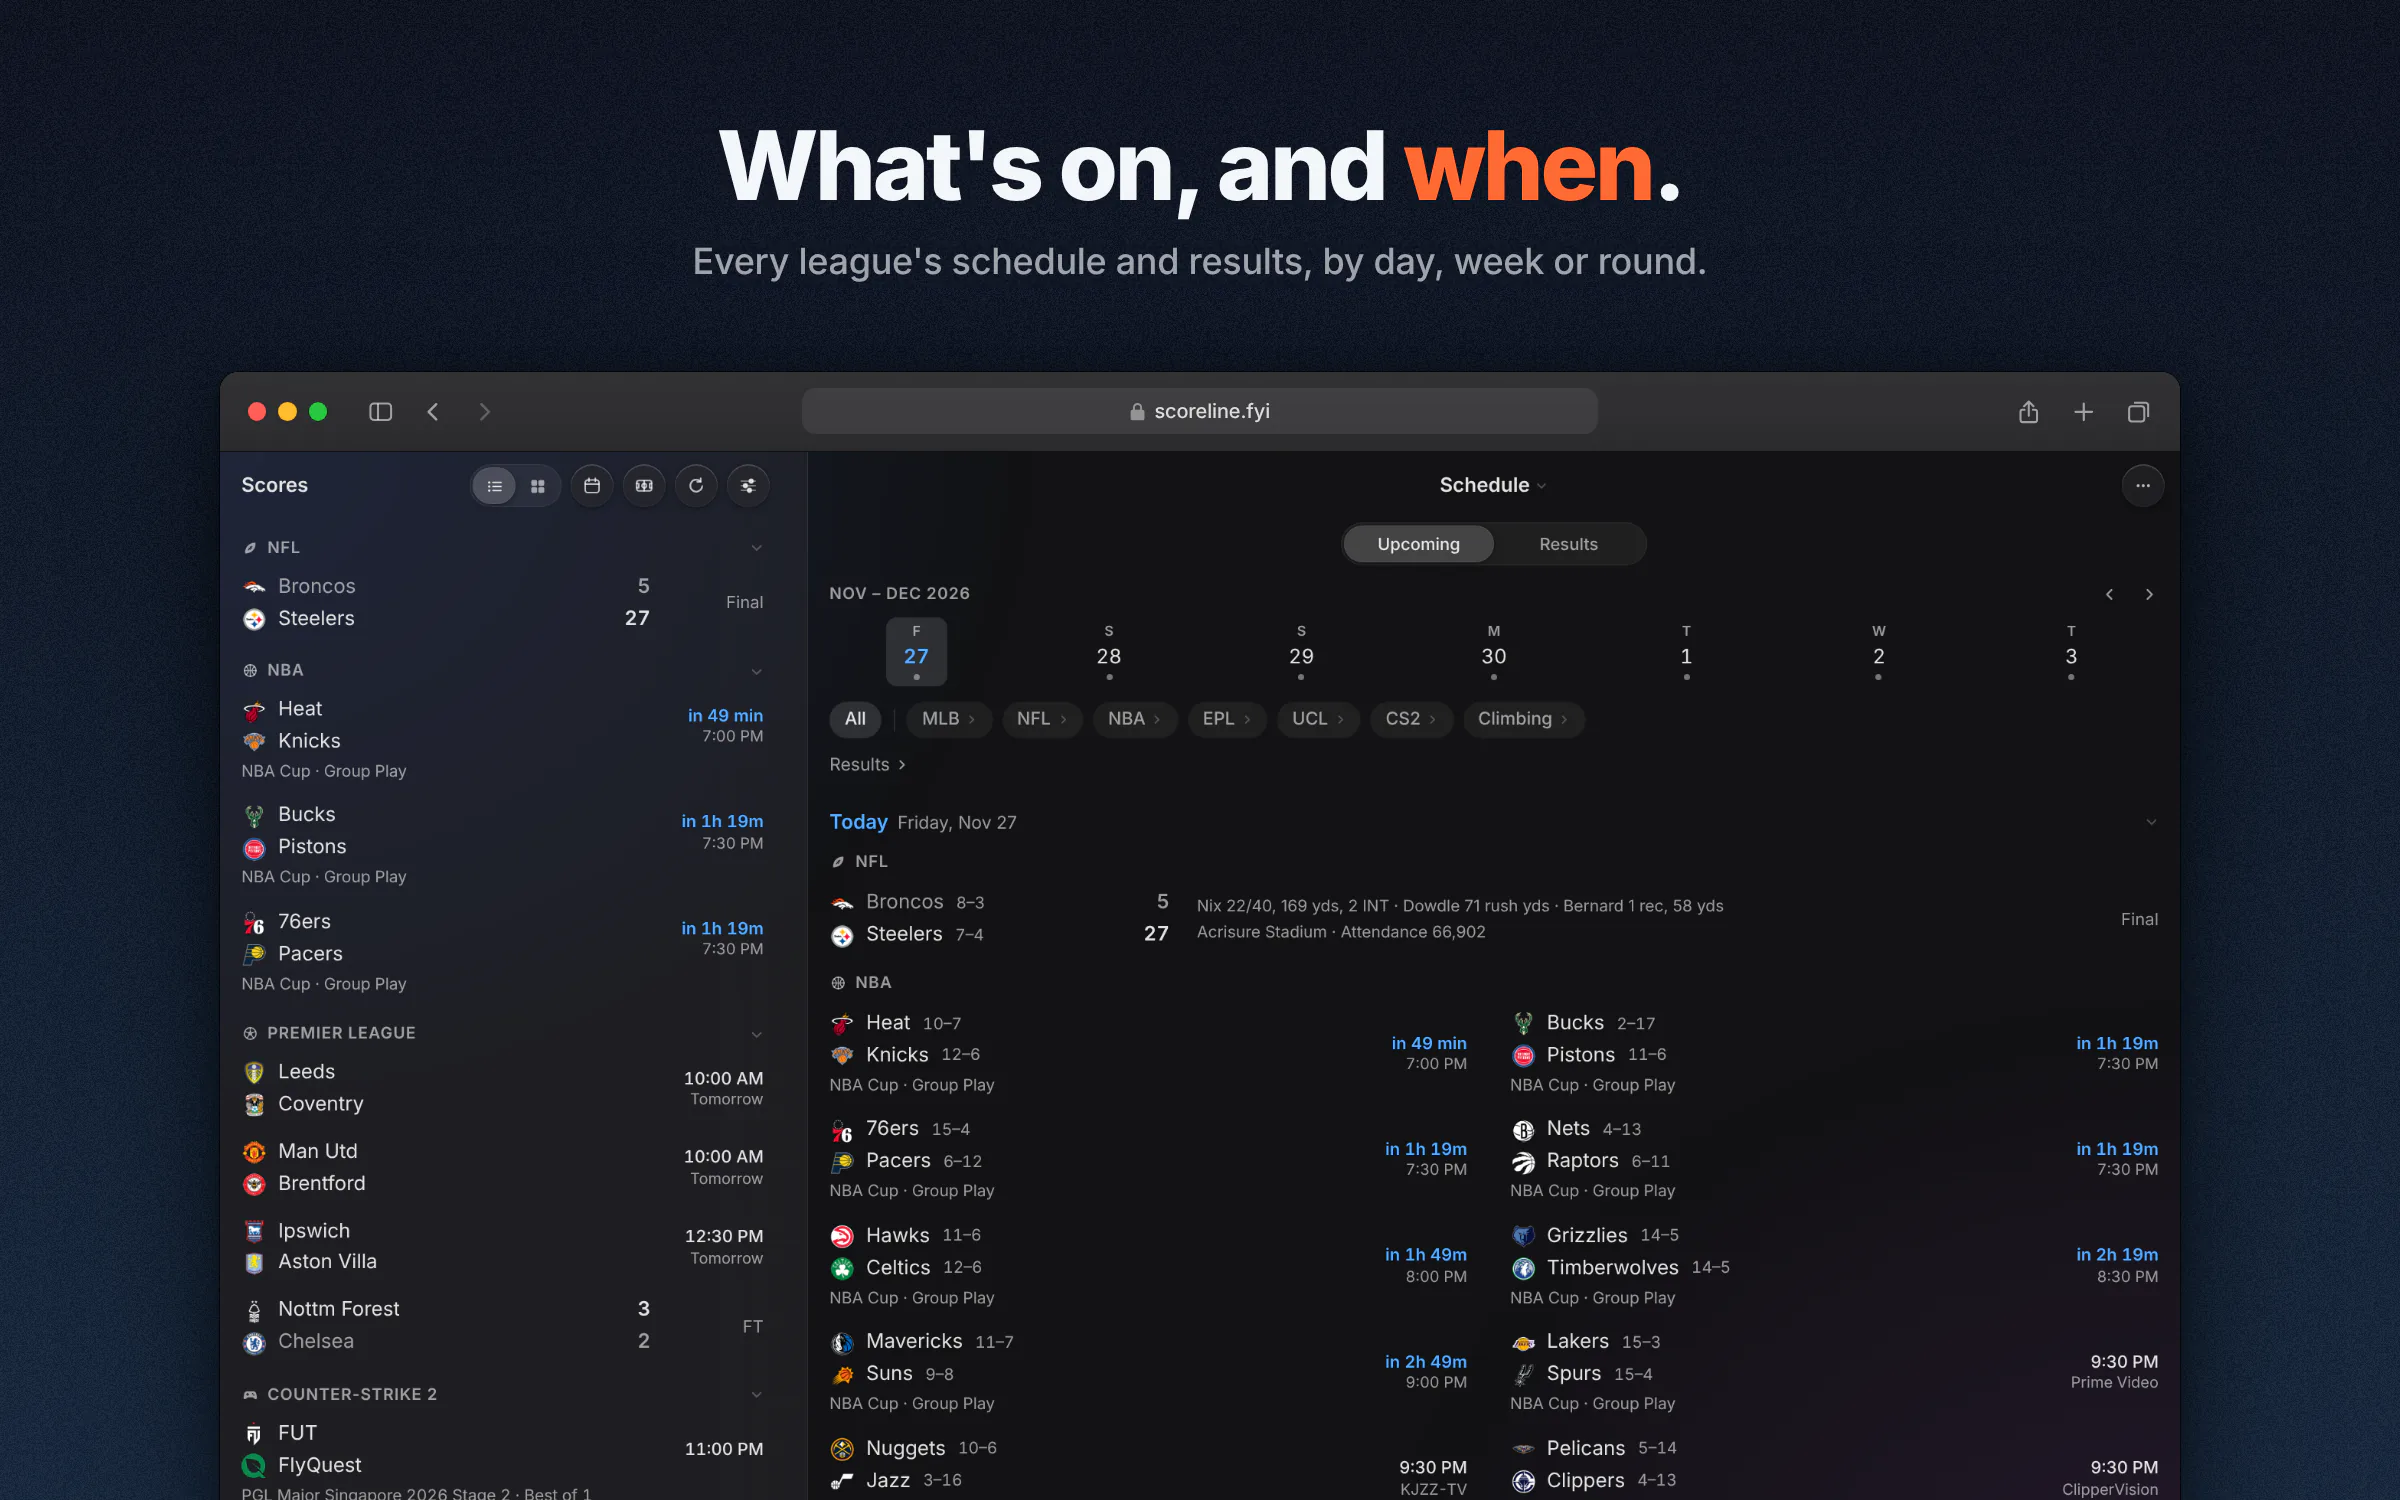 What's on, and when.
Every league's schedule and results, by day, week or round.
scoreline.fyi
Scores
NFL
Broncos 5
Steelers 27
Final
NBA
Heat
Knicks
in 49 min
7:00 PM
NBA Cup · Group Play
Bucks
Pistons
in 1h 19m
7:30 PM
NBA Cup · Group Play
76ers
Pacers
in 1h 19m
7:30 PM
NBA Cup · Group Play
PREMIER LEAGUE
Leeds
Coventry
10:00 AM
Tomorrow
Man Utd
Brentford
10:00 AM
Tomorrow
Ipswich
Aston Villa
12:30 PM
Tomorrow
Nottm Forest 3
Chelsea 2
FT
COUNTER-STRIKE 2
FUT
FlyQuest
11:00 PM
PGL Major Singapore 2026 Stage 2 · Best of 1
Schedule
Upcoming Results
NOV – DEC 2026
F S S M T W T
27 28 29 30 1 2 3
All MLB NFL NBA EPL UCL CS2 Climbing
Results
Today Friday, Nov 27
NFL
Broncos 8–3 5
Steelers 7–4 27
Nix 22/40, 169 yds, 2 INT · Dowdle 71 rush yds · Bernard 1 rec, 58 yds
Acrisure Stadium · Attendance 66,902
Final
NBA
Heat 10–7
Knicks 12–6
in 49 min
7:00 PM
NBA Cup · Group Play
Bucks 2–17
Pistons 11–6
in 1h 19m
7:30 PM
NBA Cup · Group Play
76ers 15–4
Pacers 6–12
in 1h 19m
7:30 PM
NBA Cup · Group Play
Nets 4–13
Raptors 6–11
in 1h 19m
7:30 PM
NBA Cup · Group Play
Hawks 11–6
Celtics 12–6
in 1h 49m
8:00 PM
NBA Cup · Group Play
Grizzlies 14–5
Timberwolves 14–5
in 2h 19m
8:30 PM
NBA Cup · Group Play
Mavericks 11–7
Suns 9–8
in 2h 49m
9:00 PM
NBA Cup · Group Play
Lakers 15–3
Spurs 15–4
9:30 PM
Prime Video
NBA Cup · Group Play
Nuggets 10–6
Jazz 3–16
9:30 PM
KJZZ-TV
Pelicans 5–14
Clippers 4–13
9:30 PM
ClipperVision